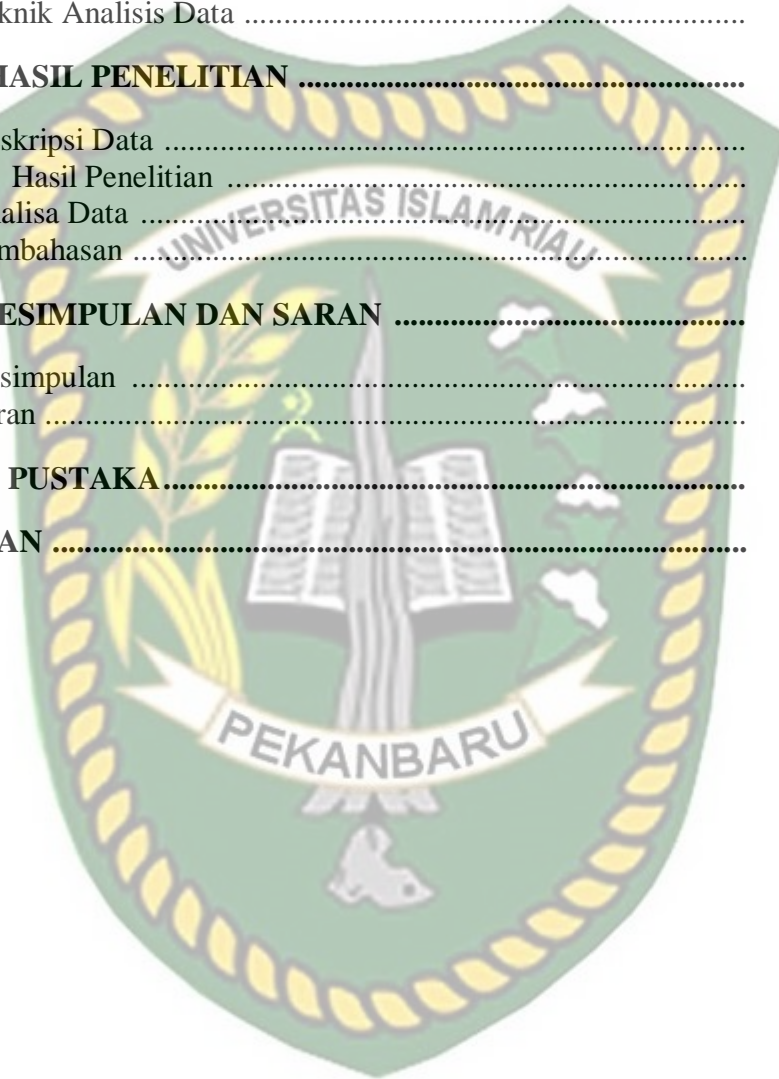 knik Analisis Data ..............................................................
HASIL PENELITIAN ......................................................
skripsi Data ........................................................................
Hasil Penelitian ................................................................
alisa Data ...........................................................................
mbahasan ............................................................................
UNIVERSITAS ISLAM RIAU
ESIMPULAN DAN SARAN ...........................................
simpulan ............................................................................
ran .......................................................................................
PUSTAKA ........................................................................
AN ......................................................................................
PEKANBARU